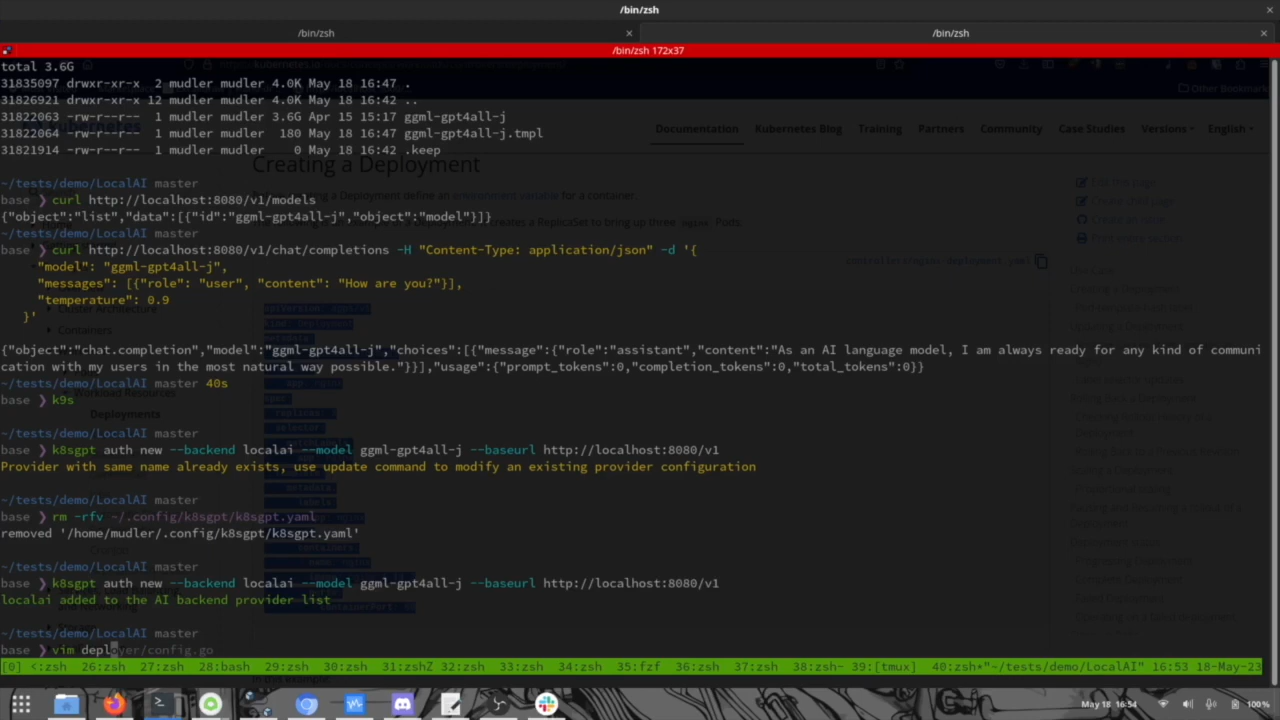 /bin/zsh
/bin/zsh
/bin/zsh
/bin/zsh 172x37
total 3.6G
31835097 drwxr-xr-x  2 mudler mudler 4.0K May 18 16:47 .
31826921 drwxr-xr-x 12 mudler mudler 4.0K May 18 16:42 ..
31822063 -rw-r--r--  1 mudler mudler 3.6G Apr 15 15:17 ggml-gpt4all-j
31822064 -rw-r--r--  1 mudler mudler  180 May 18 16:47 ggml-gpt4all-j.tmpl
31821914 -rw-r--r--  1 mudler mudler    0 May 18 16:42 .keep
Documentation Kubernetes Blog Training Partners Community Case Studies Versions English
Creating a Deployment
~/tests/demo/LocalAI master
base ❯ curl http://localhost:8080/v1/models
{"object":"list","data":[{"id":"ggml-gpt4all-j","object":"model"}]}
~/tests/demo/LocalAI master
base ❯ curl http://localhost:8080/v1/chat/completions -H "Content-Type: application/json" -d '{
"model": "ggml-gpt4all-j",
"messages": [{"role": "user", "content": "How are you?"}],
"temperature": 0.9
}'
{"object":"chat.completion","model":"ggml-gpt4all-j","choices":[{"message":{"role":"assistant","content":"As an AI language model, I am always ready for any kind of communi
cation with my users in the most natural way possible."}}],"usage":{"prompt_tokens":0,"completion_tokens":0,"total_tokens":0}}
~/tests/demo/LocalAI master 40s
base ❯ k9s
Deployments
~/tests/demo/LocalAI master
base ❯ k8sgpt auth new --backend localai --model ggml-gpt4all-j --baseurl http://localhost:8080/v1
Provider with same name already exists, use update command to modify an existing provider configuration
~/tests/demo/LocalAI master
base ❯ rm -rfv ~/.config/k8sgpt/k8sgpt.yaml
removed '/home/mudler/.config/k8sgpt/k8sgpt.yaml'
~/tests/demo/LocalAI master
base ❯ k8sgpt auth new --backend localai --model ggml-gpt4all-j --baseurl http://localhost:8080/v1
localai added to the AI backend provider list
~/tests/demo/LocalAI master
base ❯ vim deployer/config.go
[0] <:zsh  26:zsh  27:zsh  28:bash  29:zsh  30:zsh  31:zshZ 32:zsh  33:zsh  34:zsh  35:fzf  36:zsh  37:zsh  38:zsh- 39:[tmux]  40:zsh*"~/tests/demo/LocalAI" 16:53 18-May-23
May 18 16:54
100%